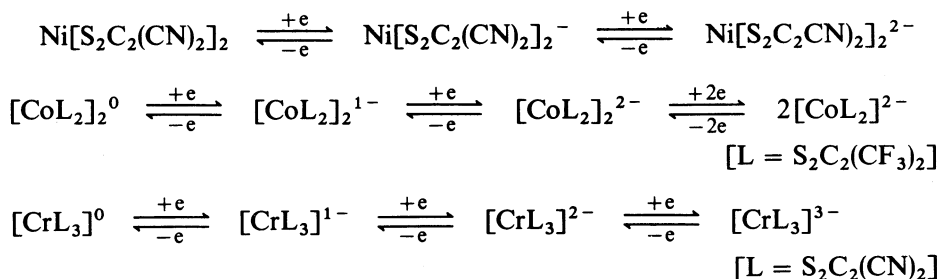 Ni[S₂C₂(CN)₂]₂ +e ⇌ −e Ni[S₂C₂(CN)₂]₂⁻ +e ⇌ −e Ni[S₂C₂CN)₂]₂²⁻
[CoL₂]₂⁰ +e ⇌ −e [CoL₂]₂¹⁻ +e ⇌ −e [CoL₂]₂²⁻ +2e ⇌ −2e 2[CoL₂]²⁻
[L = S₂C₂(CF₃)₂]
[CrL₃]⁰ +e ⇌ −e [CrL₃]¹⁻ +e ⇌ −e [CrL₃]²⁻ +e ⇌ −e [CrL₃]³⁻
[L = S₂C₂(CN)₂]